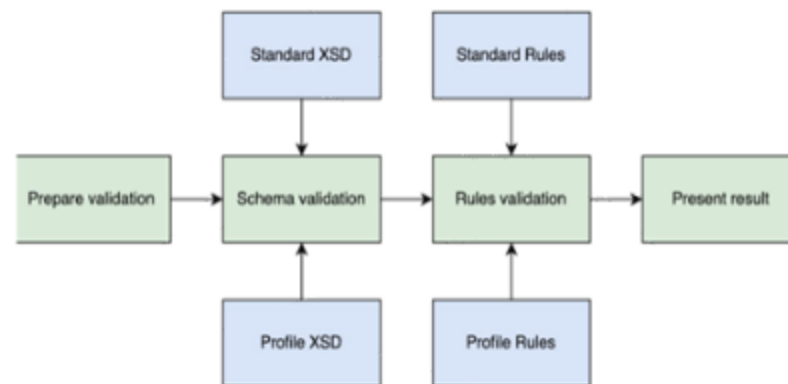 Standard XSD
Standard Rules
Prepare validation
Schema validation
Rules validation
Present result
Profile XSD
Profile Rules